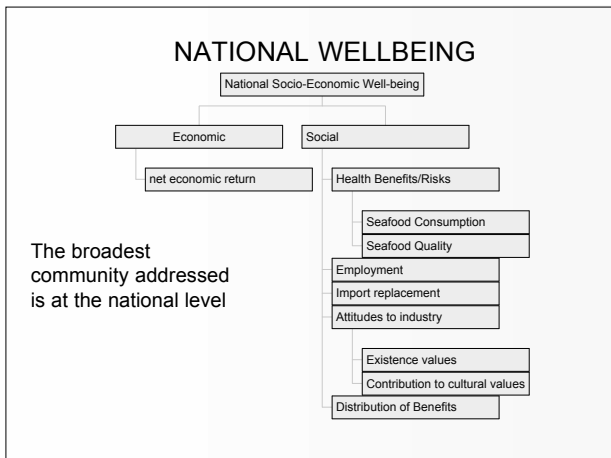 NATIONAL WELLBEING
National Socio-Economic Well-being
Economic
Social
net economic return
Health Benefits/Risks
Seafood Consumption
Seafood Quality
The broadest
community addressed
is at the national level
Employment
Import replacement
Attitudes to industry
Existence values
Contribution to cultural values
Distribution of Benefits